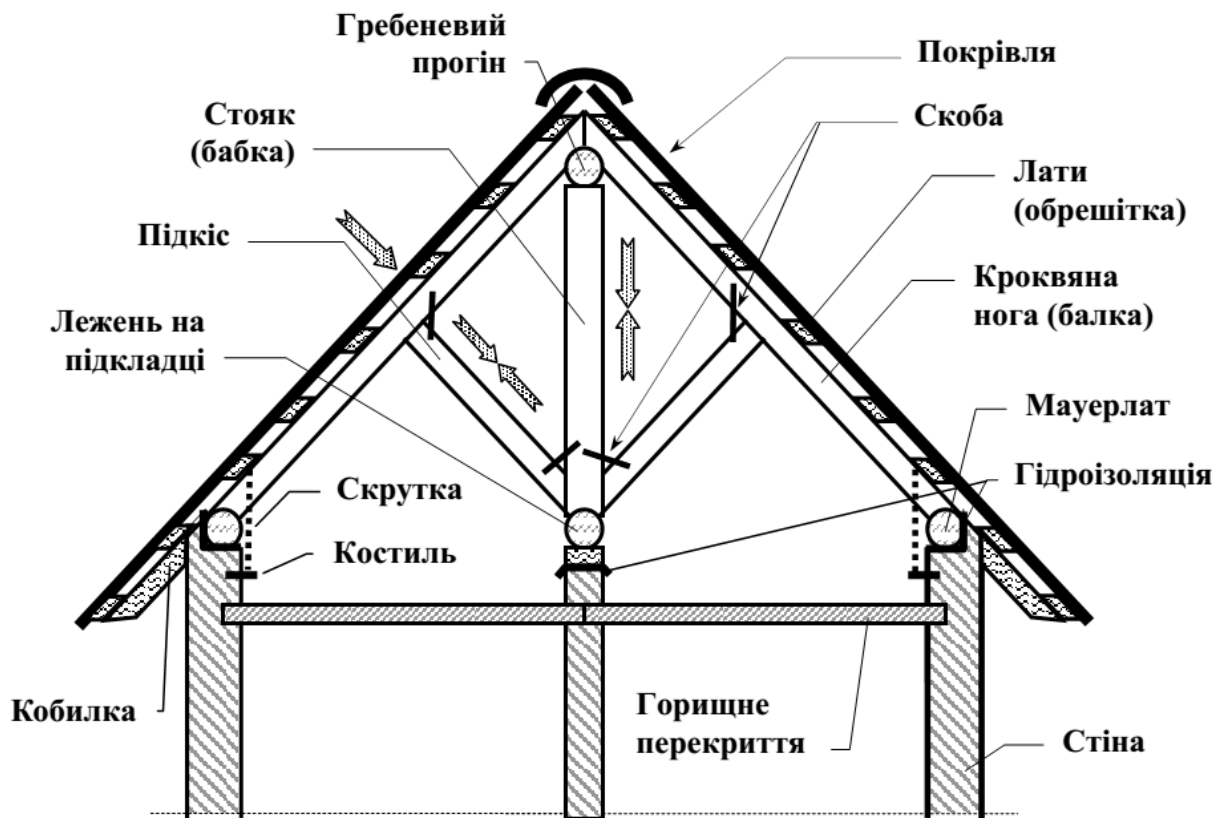 Гребеневий
прогін
Покрівля
Стояк
(бабка)
Скоба
Лати
(обрешітка)
Підкіс
Кроквяна
нога (балка)
Лежень на
підкладці
Мауерлат
Гідроізоляція
Скрутка
Костиль
Кобилка
Горищне
перекриття
Стіна